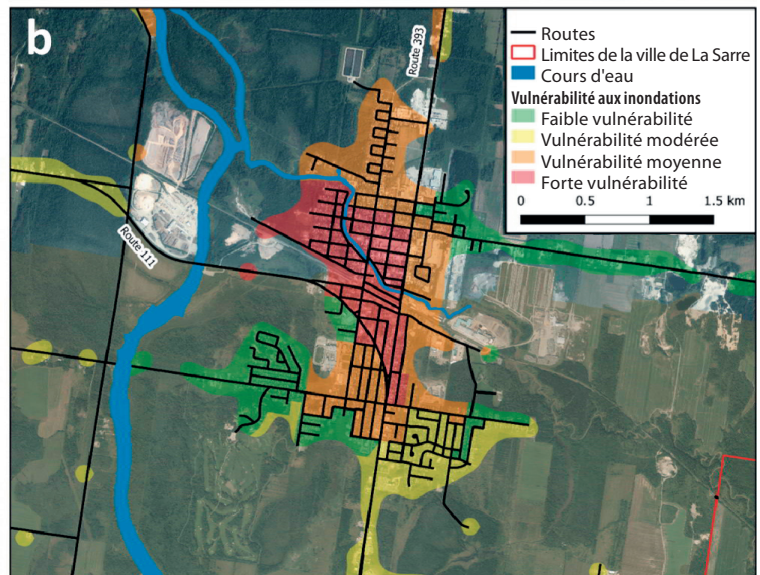 b
Route 393
Routes
Limites de la ville de La Sarre
Cours d'eau
Vulnérabilité aux inondations
Faible vulnérabilité
Vulnérabilité modérée
Vulnérabilité moyenne
Forte vulnérabilité
0 0.5 1 1.5 km
Route 111